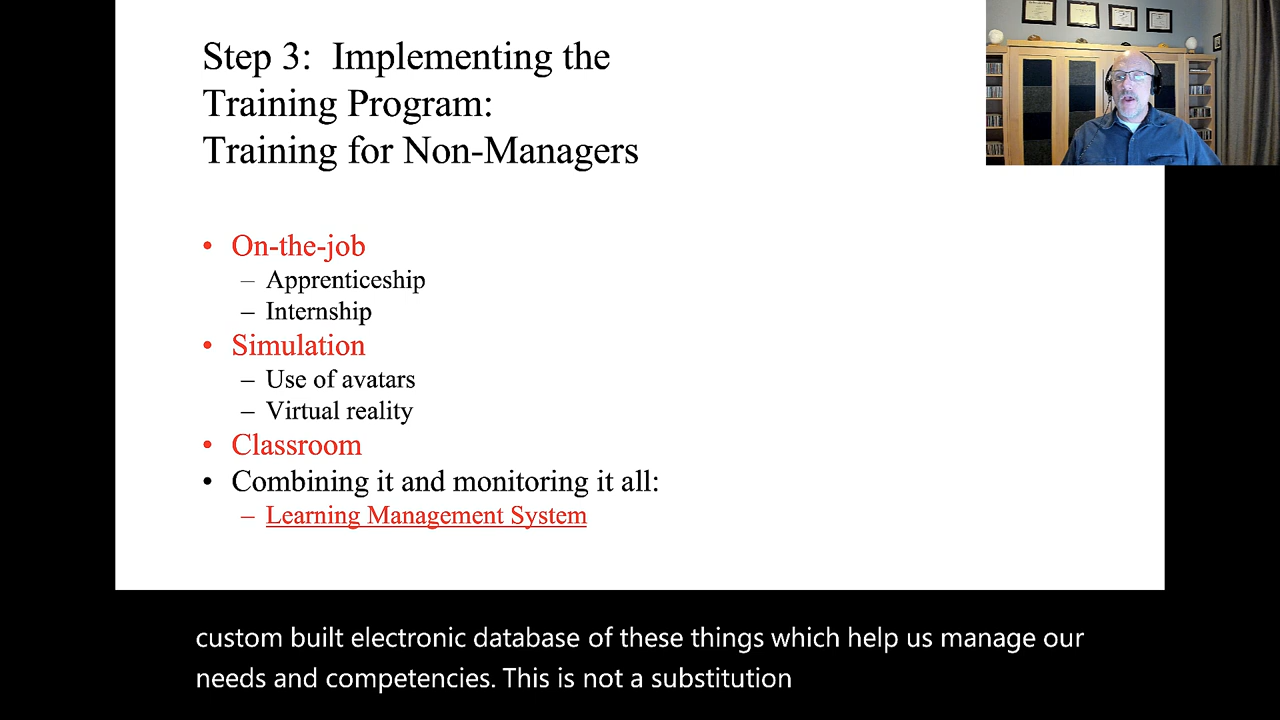 Step 3:  Implementing the
Training Program:
Training for Non-Managers
• On-the-job
– Apprenticeship
– Internship
• Simulation
– Use of avatars
– Virtual reality
• Classroom
• Combining it and monitoring it all:
– Learning Management System
custom built electronic database of these things which help us manage our
needs and competencies. This is not a substitution